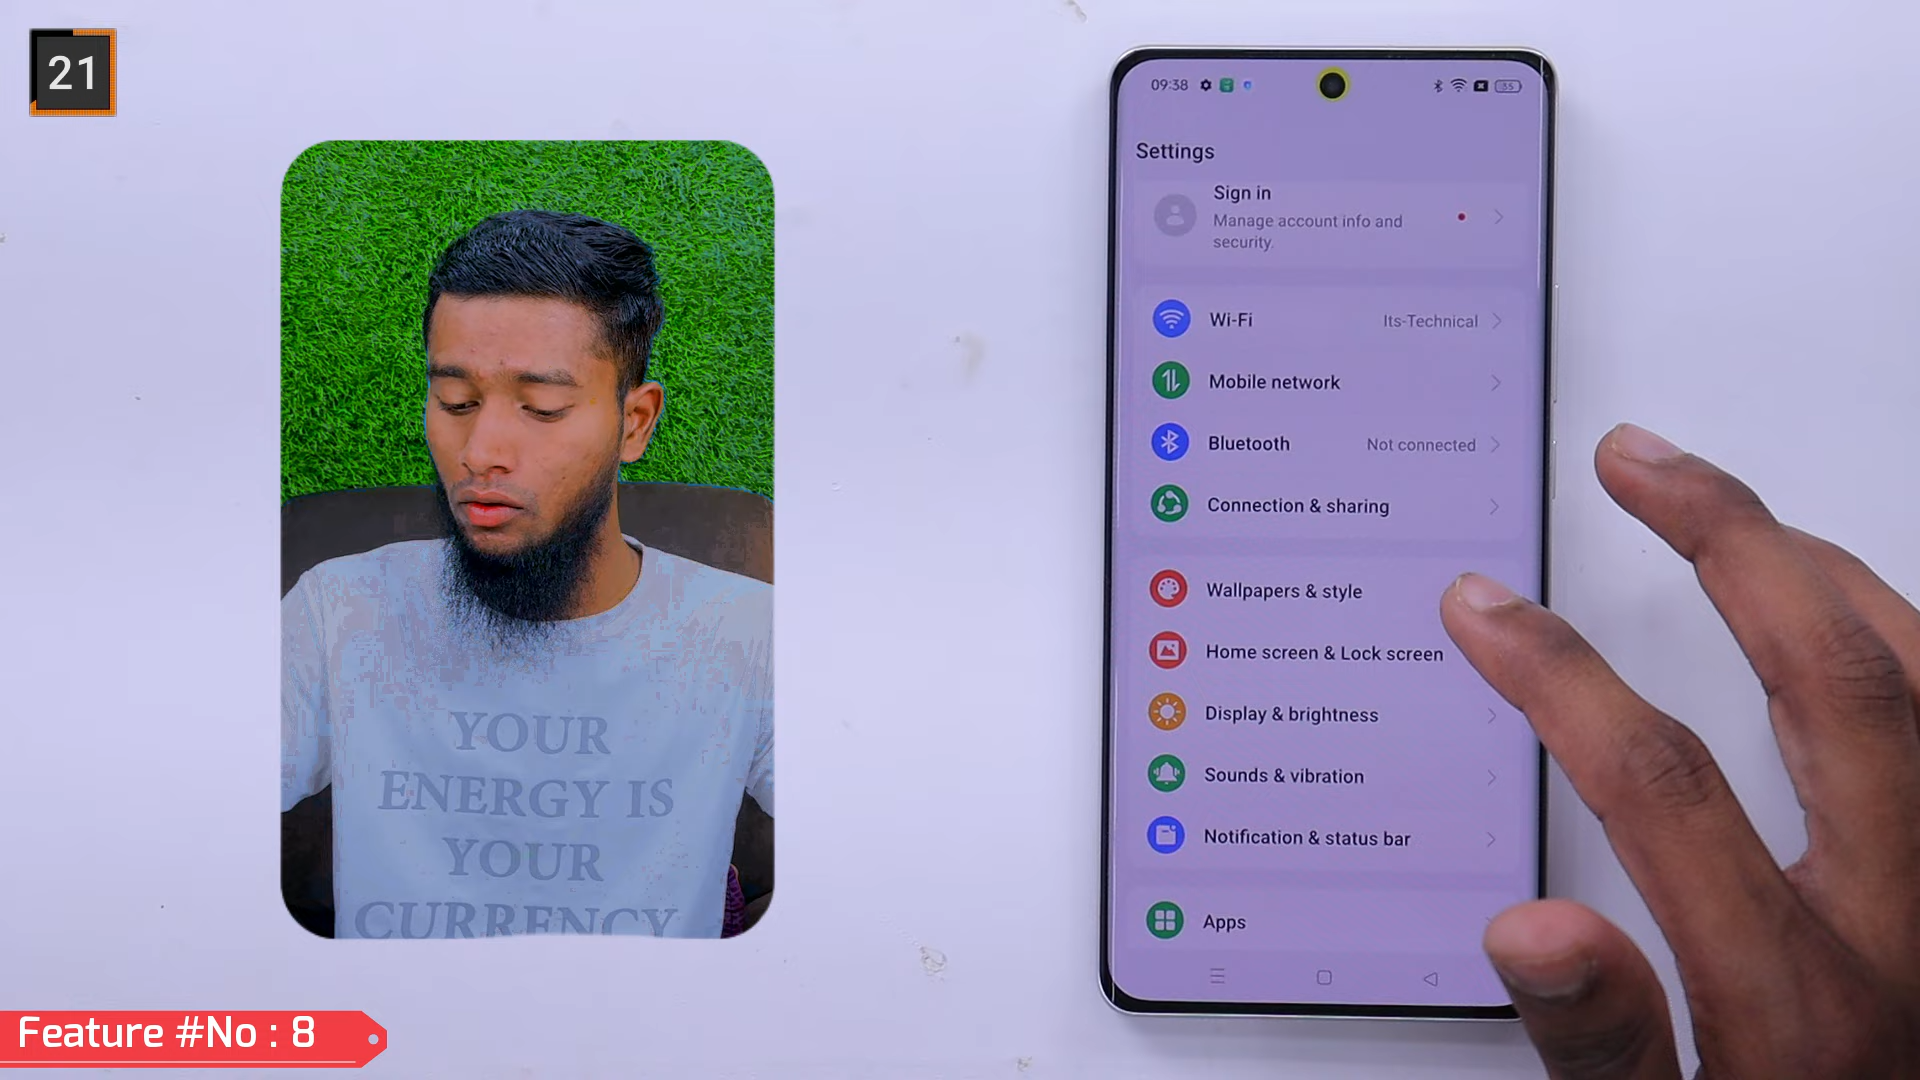 21
YOUR
ENERGY IS
YOUR
CURRENCY
09:38
35
Settings
Sign in
Manage account info and
security.
Wi-Fi Its-Technical
Mobile network
Bluetooth Not connected
Connection & sharing
Wallpapers & style
Home screen & Lock screen
Display & brightness
Sounds & vibration
Notification & status bar
Apps
Feature #No : 8